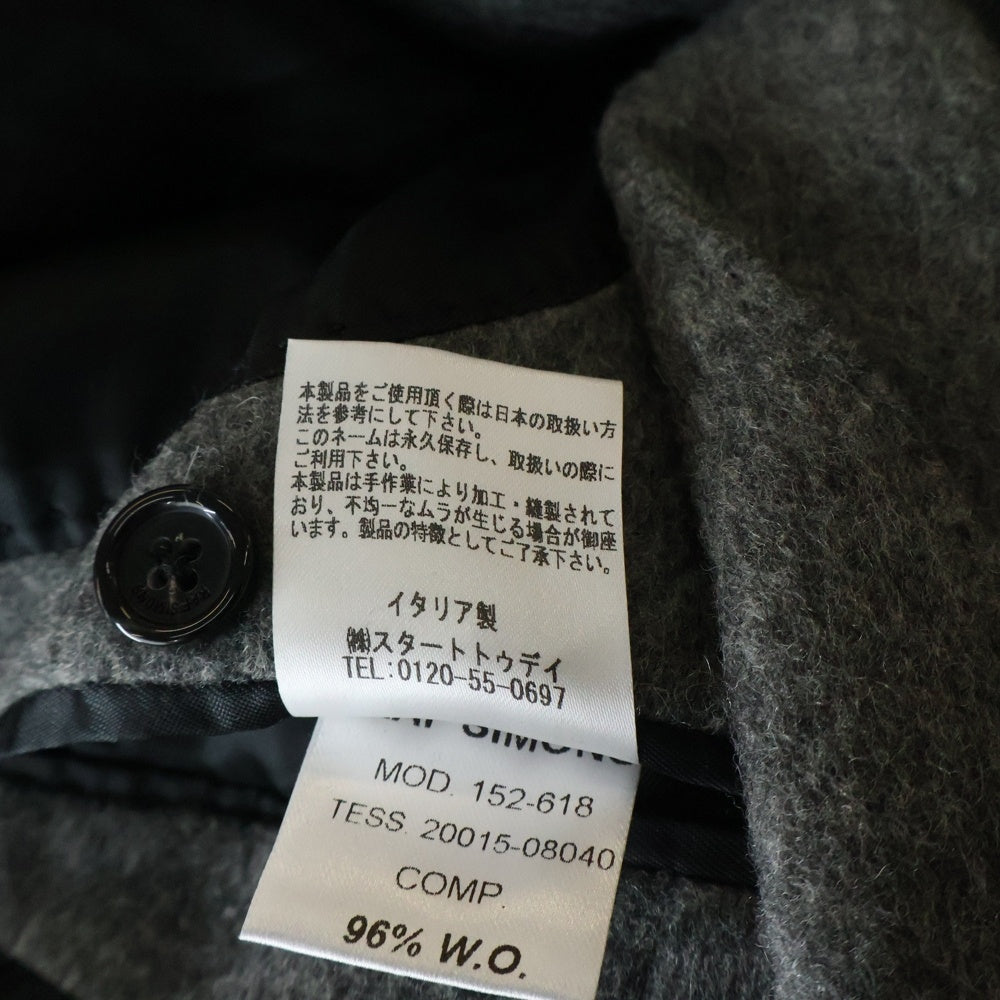 本製品をご使用頂く際は日本の取扱い方
法を参考にして下さい。
このネームは永久保存し、取扱いの際に
ご利用下さい。
本製品は手作業により加工・縫製されて
おり、不均一なムラが生じる場合が御座
います。製品の特徴としてご了承下さい。
イタリア製
㈱スタートトゥデイ
TEL:0120-55-0697
SIMONS
MOD. 152-618
TESS. 20015-08040
COMP.
96% W.O.